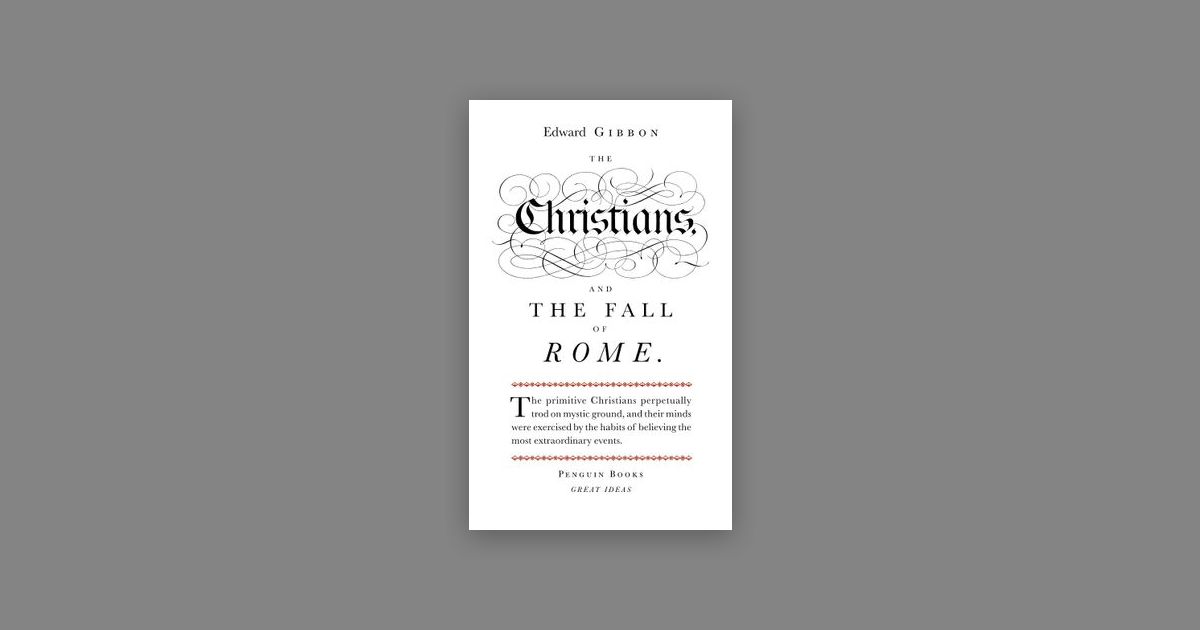 Edward GIBBON
THE
Christians.
AND
THE FALL
OF
ROME.
The primitive Christians perpetually
trod on mystic ground, and their minds
were exercised by the habits of believing the
most extraordinary events.
PENGUIN BOOKS
GREAT IDEAS